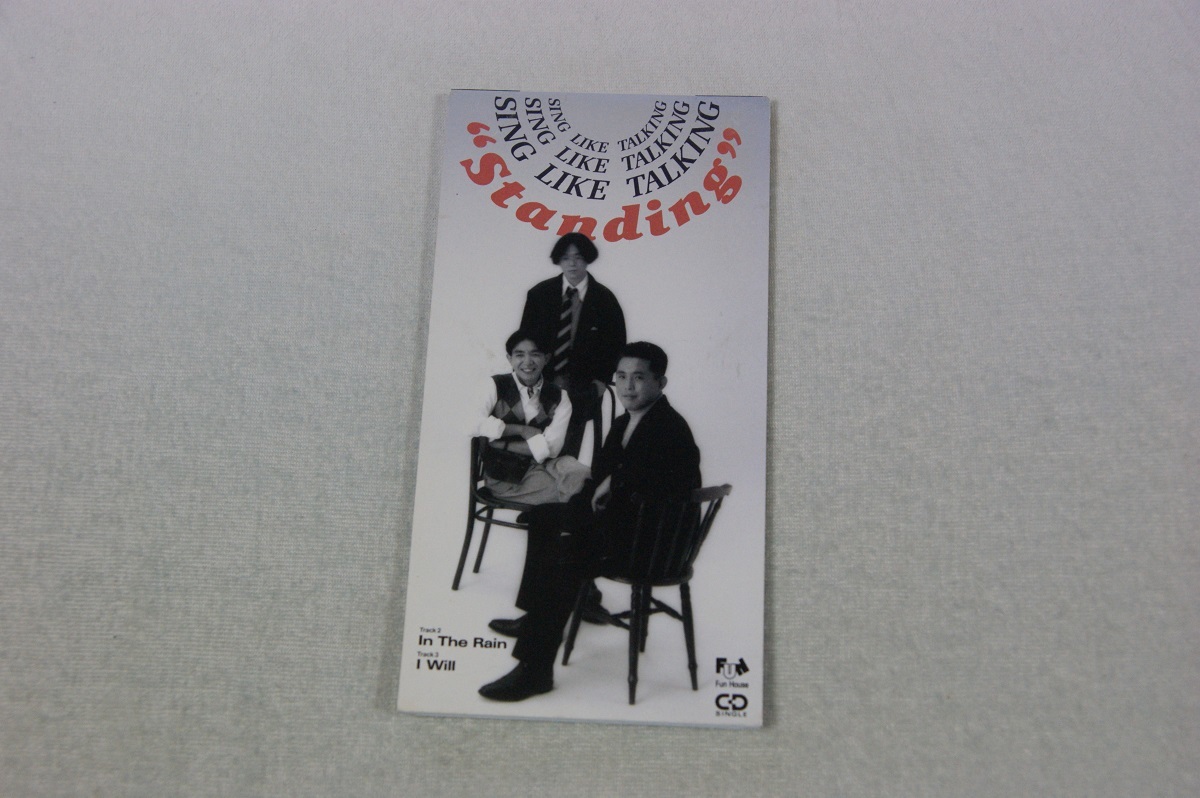 SING LIKE TALKING
SING LIKE TALKING
SING LIKE TALKING
“Standing”
Track 2
In The Rain
Track 3
I Will
FUN
Fun House
CD
SINGLE